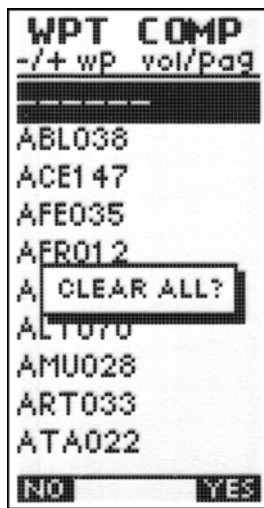 WPT COMP
-/+ wp vol/pag
------
ABL038
ACE147
AFE035
AFR012
CLEAR ALL?
ALT070
AMU028
ART033
ATA022
NO YES